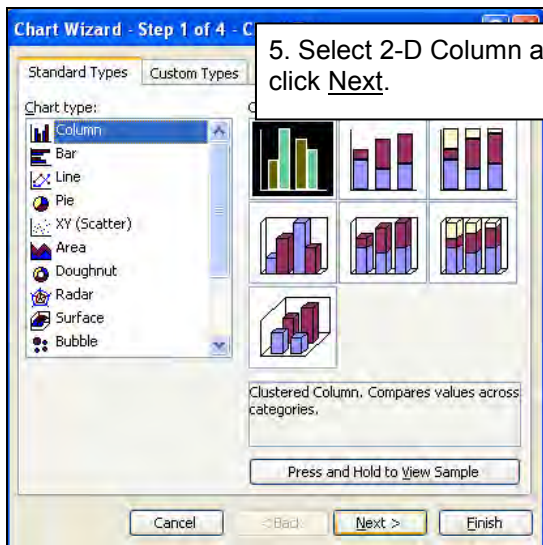 Chart Wizard - Step 1 of 4 - C
5. Select 2-D Column a
click Next.
Standard Types
Custom Types
Chart type:
C
Column
Bar
Line
Pie
XY (Scatter)
Area
Doughnut
Radar
Surface
Bubble
Clustered Column. Compares values across
categories.
Press and Hold to View Sample
Cancel
<Back
Next >
Finish